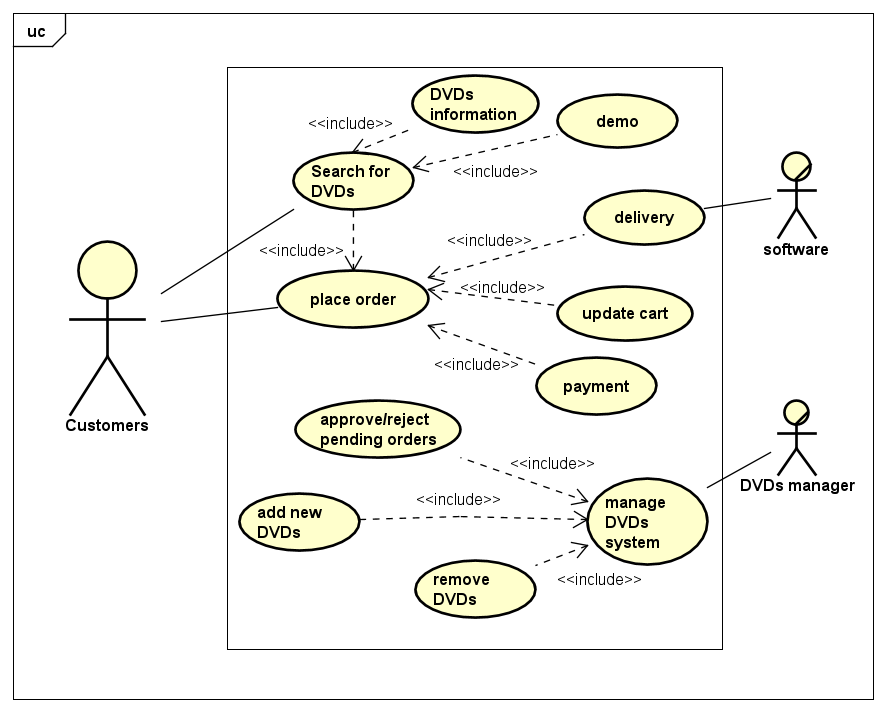 uc
DVDs
information
demo
<<include>>
<<include>>
Search for
DVDs
delivery
software
<<include>>
<<include>>
<<include>>
place order
update cart
<<include>>
payment
Customers
approve/reject
pending orders
<<include>>
DVDs manager
<<include>>
add new
DVDs
manage
DVDs
system
remove
DVDs
<<include>>